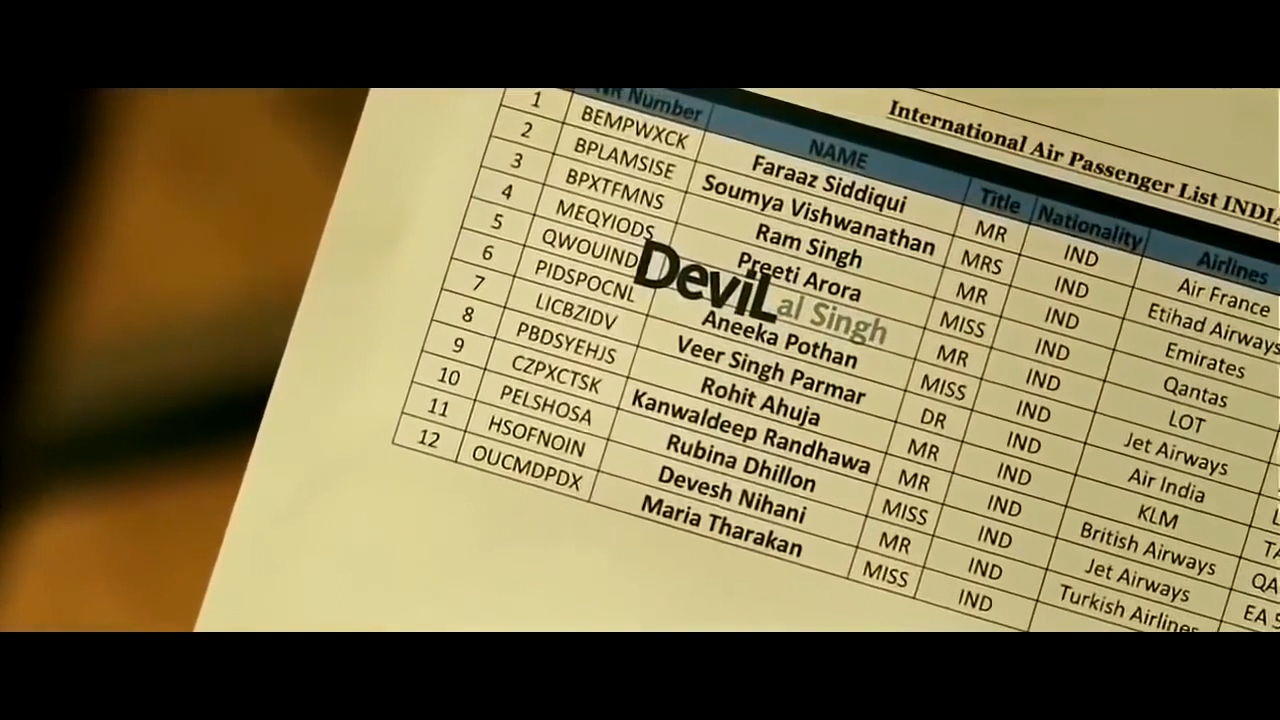 International Air Passenger List INDIA
NR Number NAME Title Nationality Airlines
1 BEMPWXCK Faraaz Siddiqui MR IND Air France
2 BPLAMSISE Soumya Vishwanathan MRS IND Etihad Airways
3 BPXTFMNS Ram Singh MR IND Emirates
4 MEQYIODS Preeti Arora MISS IND Qantas
5 QWOUIND DeviLal Singh MR IND LOT
6 PIDSPOCNL Aneeka Pothan MISS IND Jet Airways
7 LICBZIDV Veer Singh Parmar DR IND Air India
8 PBDSYEHJS Rohit Ahuja MR IND KLM
9 CZPXCTSK Kanwaldeep Randhawa MR IND British Airways
10 PELSHOSA Rubina Dhillon MISS IND Jet Airways
11 HSOFNOIN Devesh Nihani MR IND Turkish Airlines
12 OUCMDPDX Maria Tharakan MISS IND